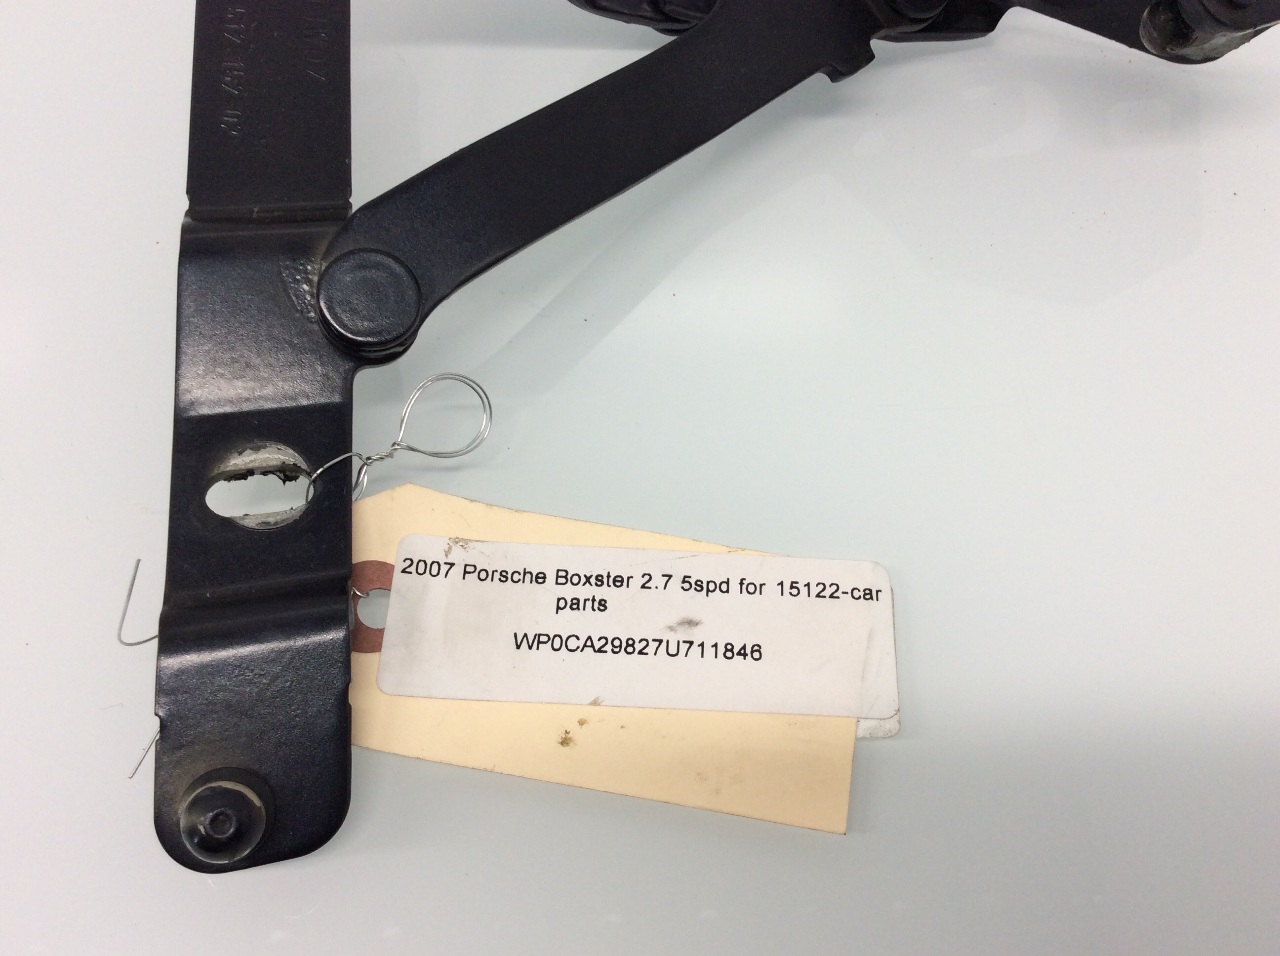 2007 Porsche Boxster 2.7 5spd for 15122-car
parts
WP0CA29827U711846